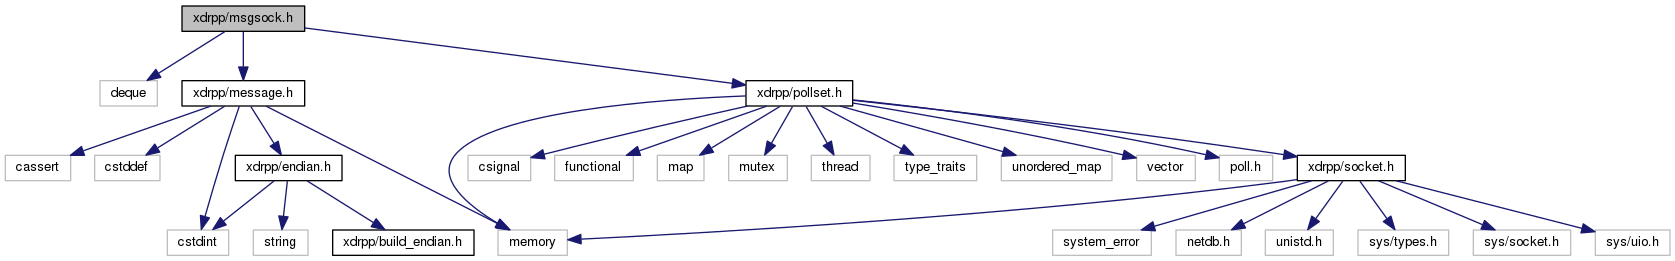 xdrpp/msgsock.h
deque
xdrpp/message.h
xdrpp/pollset.h
cassert
cstddef
xdrpp/endian.h
csignal
functional
map
mutex
thread
type_traits
unordered_map
vector
poll.h
xdrpp/socket.h
cstdint
string
xdrpp/build_endian.h
memory
system_error
netdb.h
unistd.h
sys/types.h
sys/socket.h
sys/uio.h